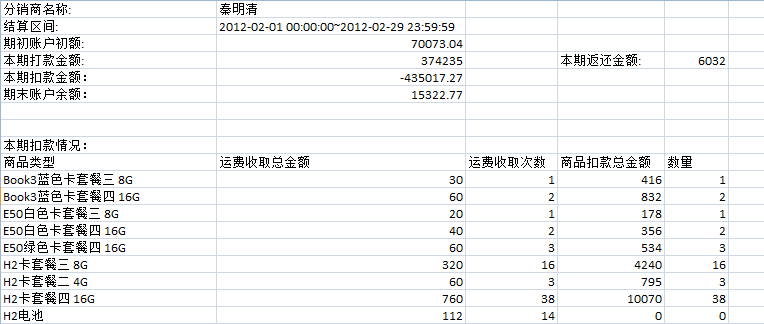 分销商名称: 秦明清
结算区间: 2012-02-01 00:00:00~2012-02-29 23:59:59
期初账户初额: 70073.04
本期打款金额: 374235 本期返还金额: 6032
本期扣款金额: -435017.27
期末账户余额: 15322.77
本期扣款情况:
商品类型 运费收取总金额 运费收取次数 商品扣款总金额 数量
Book3蓝色卡套餐三 8G 30 1 416 1
Book3蓝色卡套餐四 16G 60 2 832 2
E50白色卡套餐三 8G 20 1 178 1
E50白色卡套餐四 16G 40 2 356 2
E50绿色卡套餐四 16G 60 3 534 3
H2卡套餐三 8G 320 16 4240 16
H2卡套餐二 4G 60 3 795 3
H2卡套餐四 16G 760 38 10070 38
H2电池 112 14 0 0